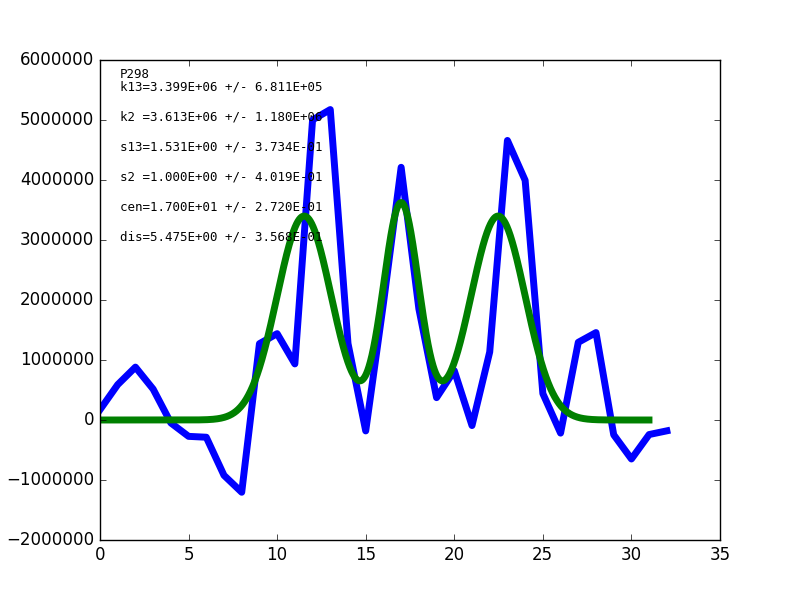 6000000
5000000
4000000
3000000
2000000
1000000
0
−1000000
−2000000
P298
k13=3.399E+06 +/- 6.811E+05
k2 =3.613E+06 +/- 1.180E+06
s13=1.531E+00 +/- 3.734E-01
s2 =1.000E+00 +/- 4.019E-01
cen=1.700E+01 +/- 2.720E-01
dis=5.475E+00 +/- 3.568E-01
0 5 10 15 20 25 30 35